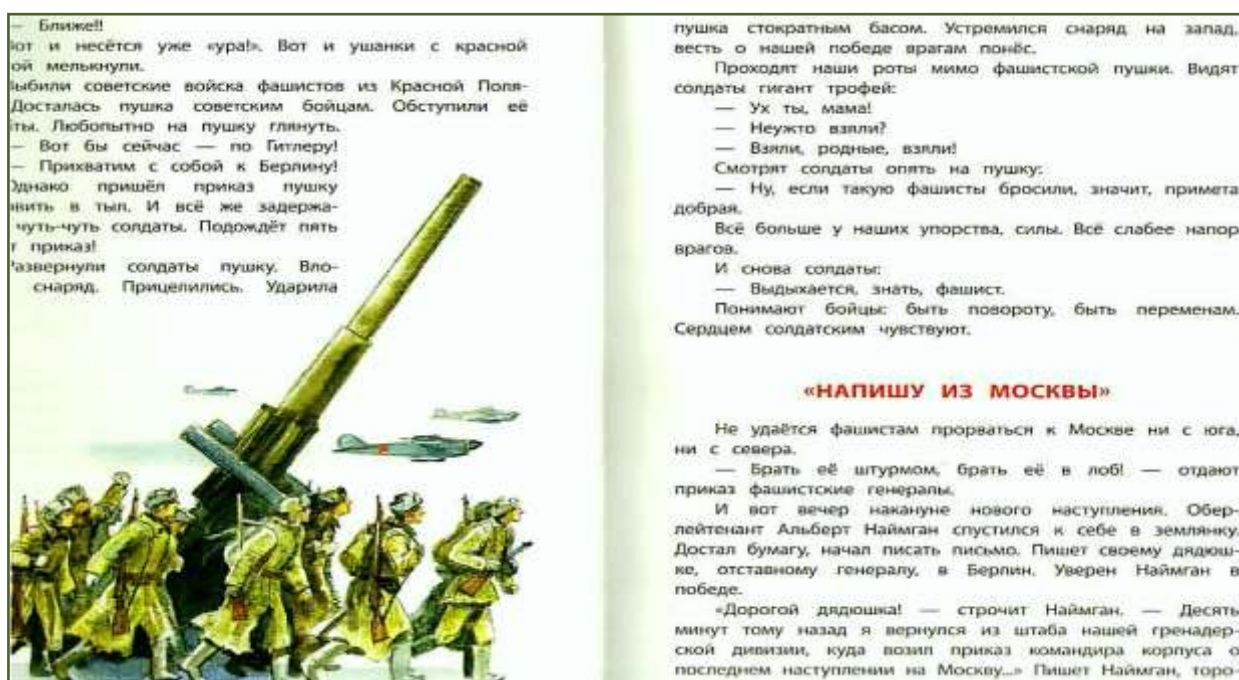 — Ближе!!
Вот и несётся уже «ура!». Вот и ушанки с красной
ой мелькнули.
Выбили советские войска фашистов из Красной Поля-
Досталась пушка советским бойцам. Обступили её
ты. Любопытно на пушку глянуть.
— Вот бы сейчас — по Гитлеру!
— Прихватим с собой к Берлину!
Однако пришёл приказ пушку
вить в тыл. И всё же задержа-
чуть-чуть солдаты. Подождёт пять
т приказ!
Развернули солдаты пушку. Вло-
снаряд. Прицелились. Ударила
пушка стократным басом. Устремился снаряд на запад,
весть о нашей победе врагам понёс.
Проходят наши роты мимо фашистской пушки. Видят
солдаты гигант трофей:
— Ух ты, мама!
— Неужто взяли?
— Взяли, родные, взяли!
Смотрят солдаты опять на пушку:
— Ну, если такую фашисты бросили, значит, примета
добрая.
Всё больше у наших упорства, силы. Всё слабее напор
врагов.
И снова солдаты:
— Выдыхается, знать, фашист.
Понимают бойцы: быть повороту, быть переменам.
Сердцем солдатским чувствуют.
«НАПИШУ ИЗ МОСКВЫ»
Не удаётся фашистам прорваться к Москве ни с юга,
ни с севера.
— Брать её штурмом, брать её в лоб! — отдают
приказ фашистские генералы.
И вот вечер накануне нового наступления. Обер-
лейтенант Альберт Наймган спустился к себе в землянку.
Достал бумагу, начал писать письмо. Пишет своему дядюш-
ке, отставному генералу, в Берлин. Уверен Наймган в
победе.
«Дорогой дядюшка! — строчит Наймган. — Десять
минут тому назад я вернулся из штаба нашей гренадер-
ской дивизии, куда возил приказ командира корпуса о
последнем наступлении на Москву...» Пишет Наймган, торо-